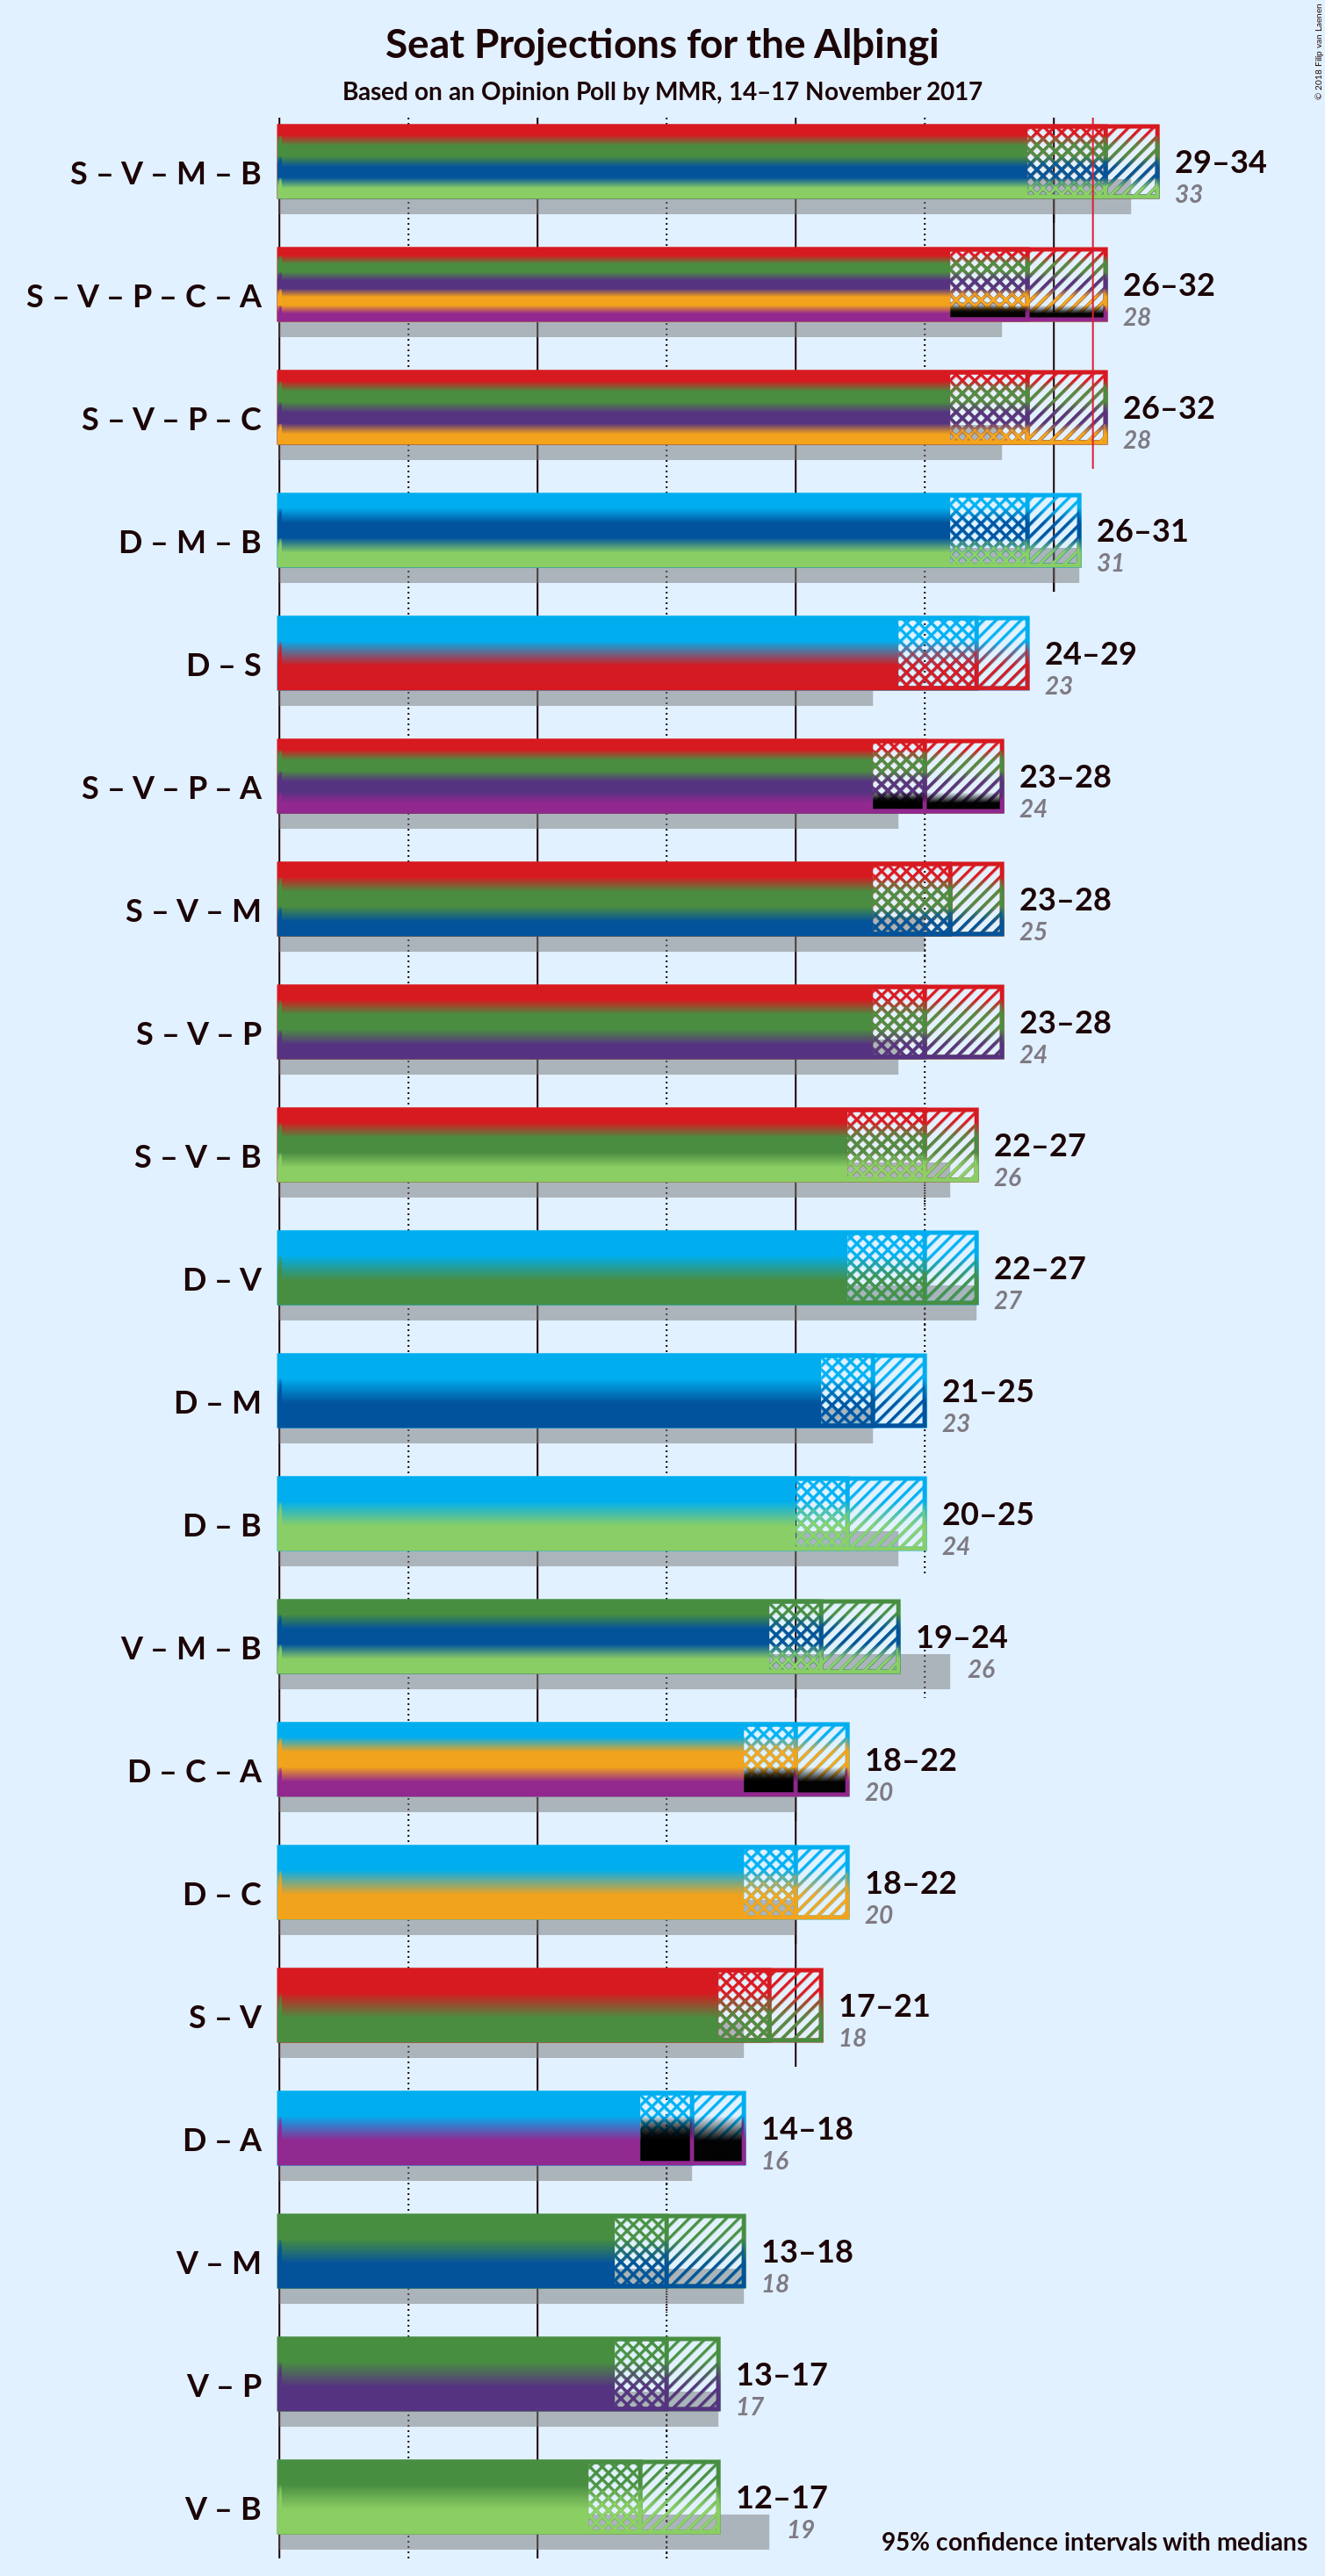 Seat Projections for the Alþingi
Based on an Opinion Poll by MMR, 14–17 November 2017
© 2018 Filip van Laenen
S – V – M – B
29–34
33
S – V – P – C – A
26–32
28
S – V – P – C
26–32
28
D – M – B
26–31
31
D – S
24–29
23
S – V – P – A
23–28
24
S – V – M
23–28
25
S – V – P
23–28
24
S – V – B
22–27
26
D – V
22–27
27
D – M
21–25
23
D – B
20–25
24
V – M – B
19–24
26
D – C – A
18–22
20
D – C
18–22
20
S – V
17–21
18
D – A
14–18
16
V – M
13–18
18
V – P
13–17
17
V – B
12–17
19
95% confidence intervals with medians